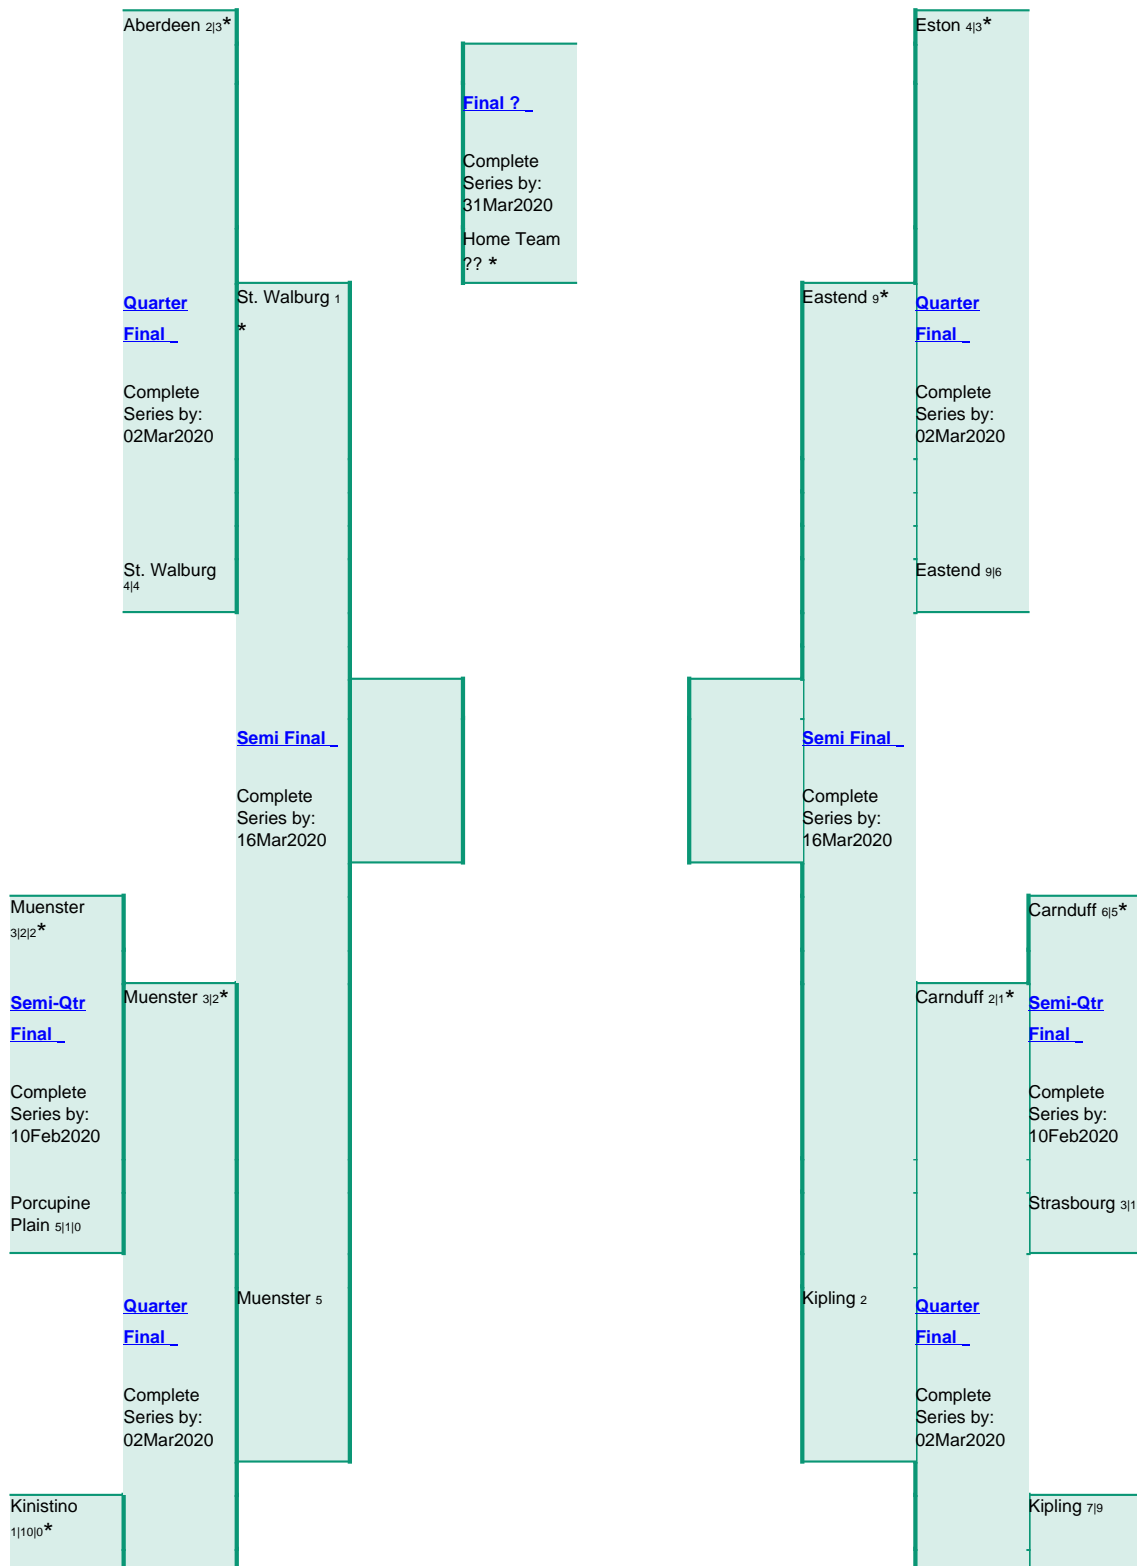 Aberdeen 2|3*
Eston 4|3*
Final ? _
Complete
Series by:
31Mar2020
Home Team
?? *
Quarter
Final _
Complete
Series by:
02Mar2020
St. Walburg 1
*
Eastend 9*
Quarter
Final _
Complete
Series by:
02Mar2020
St. Walburg
4|4
Eastend 9|6
Semi Final _
Complete
Series by:
16Mar2020
Semi Final _
Complete
Series by:
16Mar2020
Muenster
3|2|2*
Carnduff 6|5*
Semi-Qtr
Final _
Complete
Series by:
10Feb2020
Muenster 3|2*
Carnduff 2|1*
Semi-Qtr
Final _
Complete
Series by:
10Feb2020
Porcupine
Plain 5|1|0
Strasbourg 3|1
Quarter
Final _
Complete
Series by:
02Mar2020
Muenster 5
Kipling 2
Quarter
Final _
Complete
Series by:
02Mar2020
Kinistino
1|10|0*
Kipling 7|9